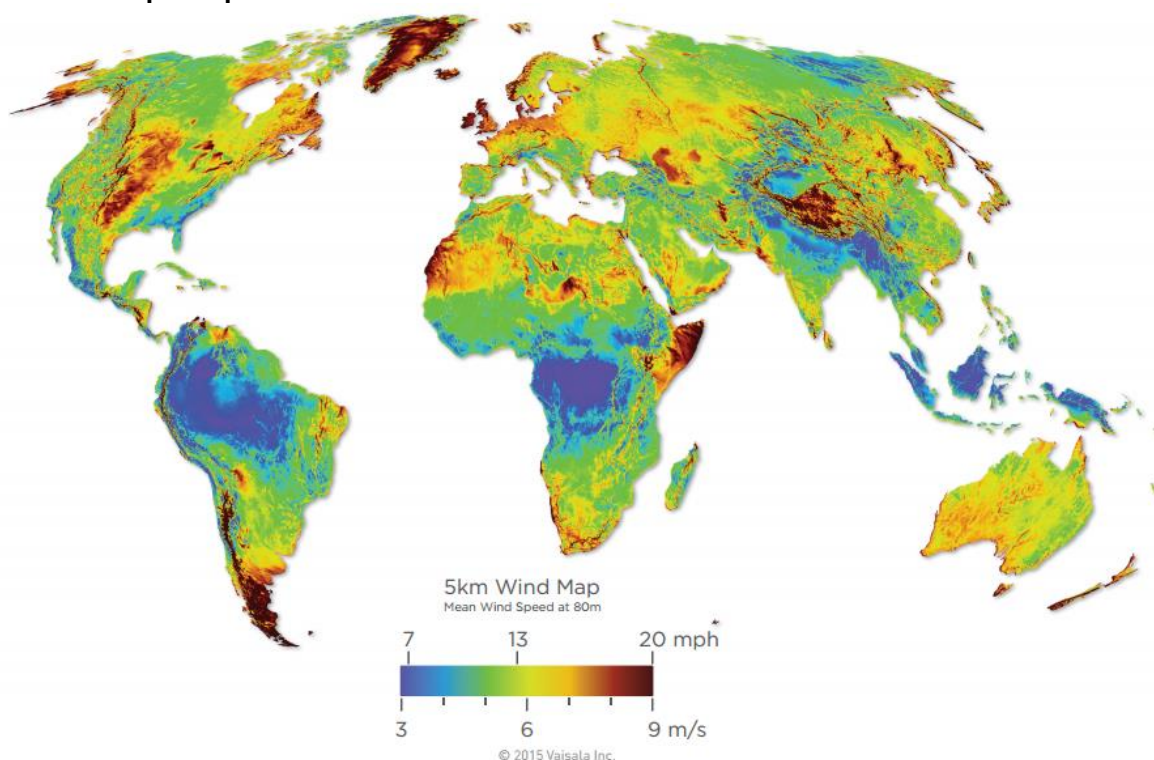 5km Wind Map
Mean Wind Speed at 80m
7 13 20 mph
3 6 9 m/s
© 2015 Vaisala Inc.